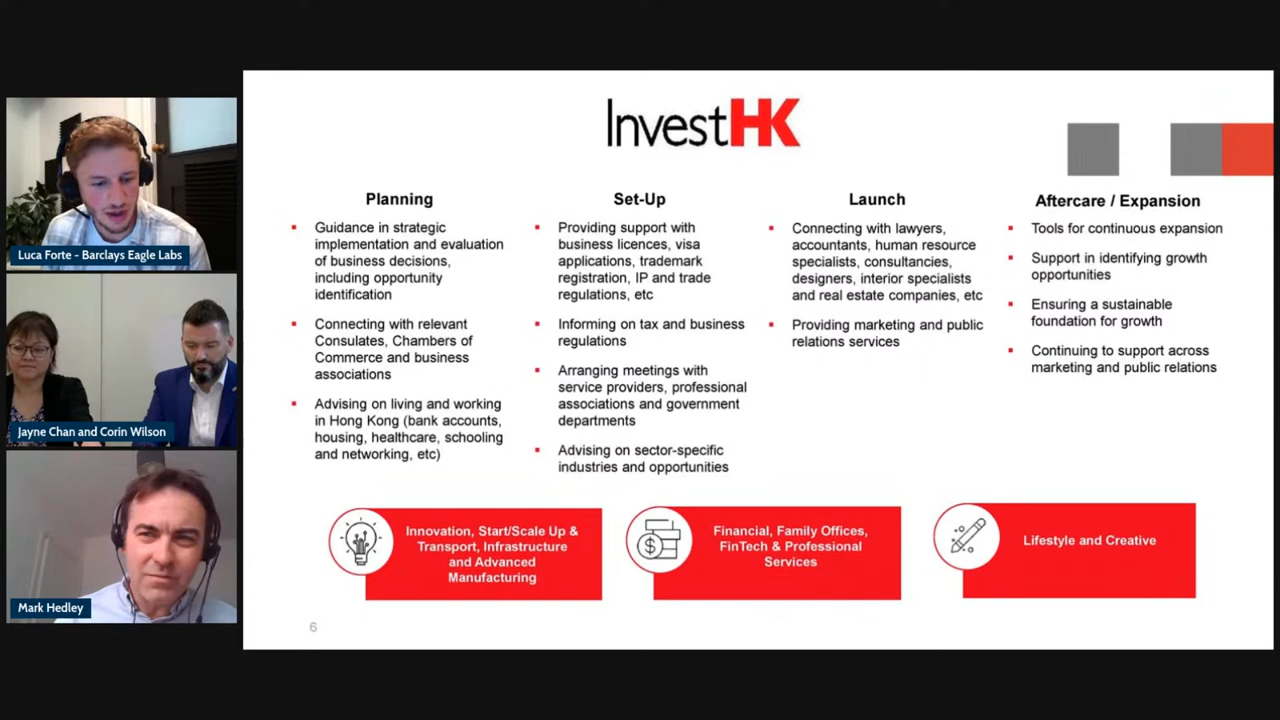 Luca Forte - Barclays Eagle Labs
Jayne Chan and Corin Wilson
Mark Hedley
InvestHK
Planning
Guidance in strategic
implementation and evaluation
of business decisions,
including opportunity
identification
Connecting with relevant
Consulates, Chambers of
Commerce and business
associations
Advising on living and working
in Hong Kong (bank accounts,
housing, healthcare, schooling
and networking, etc)
Set-Up
Providing support with
business licences, visa
applications, trademark
registration, IP and trade
regulations, etc
Informing on tax and business
regulations
Arranging meetings with
service providers, professional
associations and government
departments
Advising on sector-specific
industries and opportunities
Launch
Connecting with lawyers,
accountants, human resource
specialists, consultancies,
designers, interior specialists
and real estate companies, etc
Providing marketing and public
relations services
Aftercare / Expansion
Tools for continuous expansion
Support in identifying growth
opportunities
Ensuring a sustainable
foundation for growth
Continuing to support across
marketing and public relations
Innovation, Start/Scale Up &
Transport, Infrastructure
and Advanced
Manufacturing
$
Financial, Family Offices,
FinTech & Professional
Services
Lifestyle and Creative
6